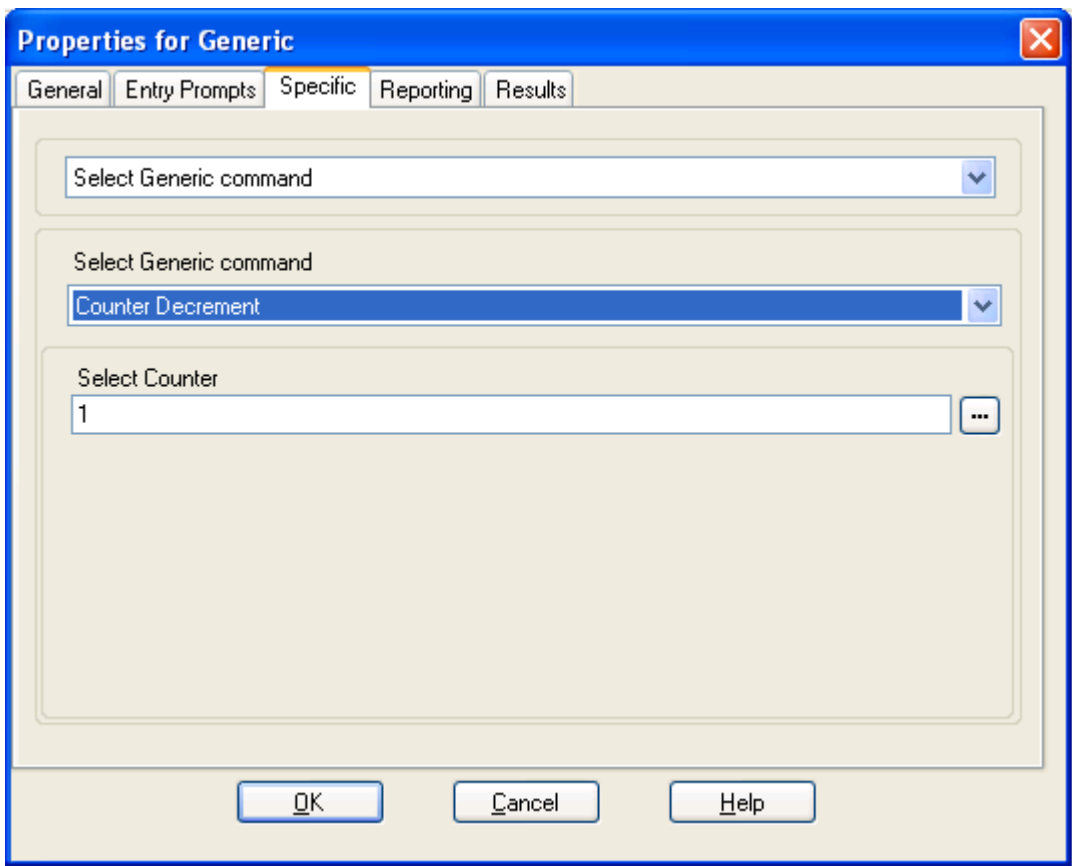 Properties for Generic
General Entry Prompts Specific Reporting Results
Select Generic command
Select Generic command
Counter Decrement
Select Counter
1
...
OK Cancel Help